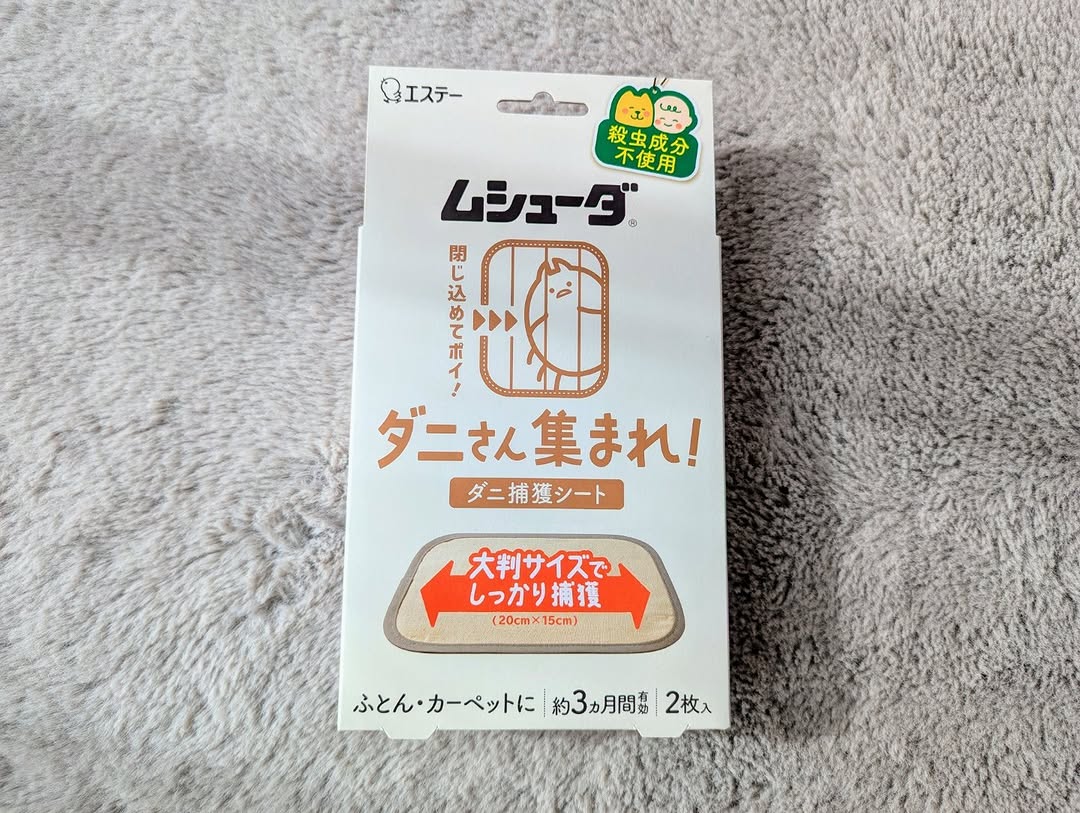 エステー
殺虫成分
不使用
ムシューダ®
閉じ込めてポイ!
ダニさん集まれ!
ダニ捕獲シート
大判サイズで
しっかり捕獲
(20cm×15cm)
ふとん・カーペットに 約3ヵ月間有効 2枚入